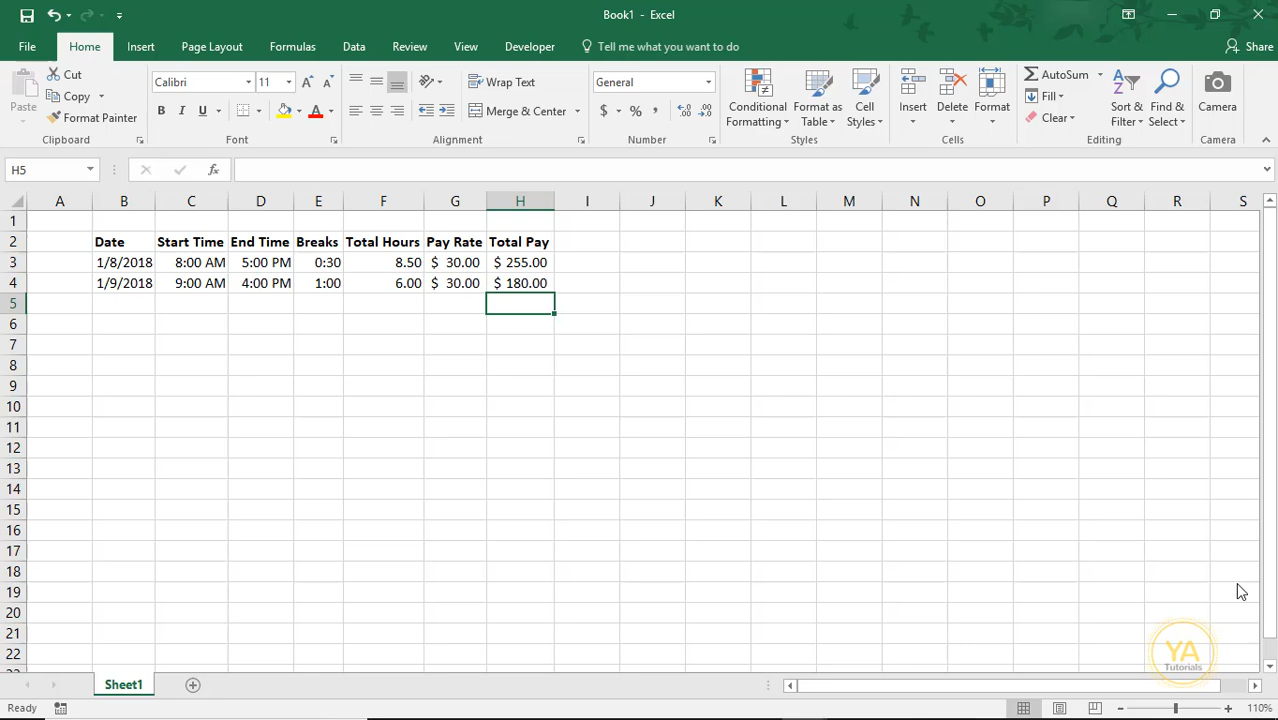 Book1 - Excel
File Home Insert Page Layout Formulas Data Review View Developer Tell me what you want to do Share
Paste
Cut
Copy
Format Painter
Clipboard
Calibri 11
B I U
Font
Wrap Text
Merge & Center
Alignment
General
$ % ,
Number
Conditional Formatting
Format as Table
Cell Styles
Styles
Insert Delete Format
Cells
AutoSum
Fill
Clear
Sort & Filter
Find & Select
Editing
Camera
Camera
H5 fx
A B C D E F G H I J K L M N O P Q R S
1
2 Date Start Time End Time Breaks Total Hours Pay Rate Total Pay
3 1/8/2018 8:00 AM 5:00 PM 0:30 8.50 $ 30.00 $ 255.00
4 1/9/2018 9:00 AM 4:00 PM 1:00 6.00 $ 30.00 $ 180.00
5
6
7
8
9
10
11
12
13
14
15
16
17
18
19
20
21
22
YA
Tutorials
Sheet1
Ready 110%